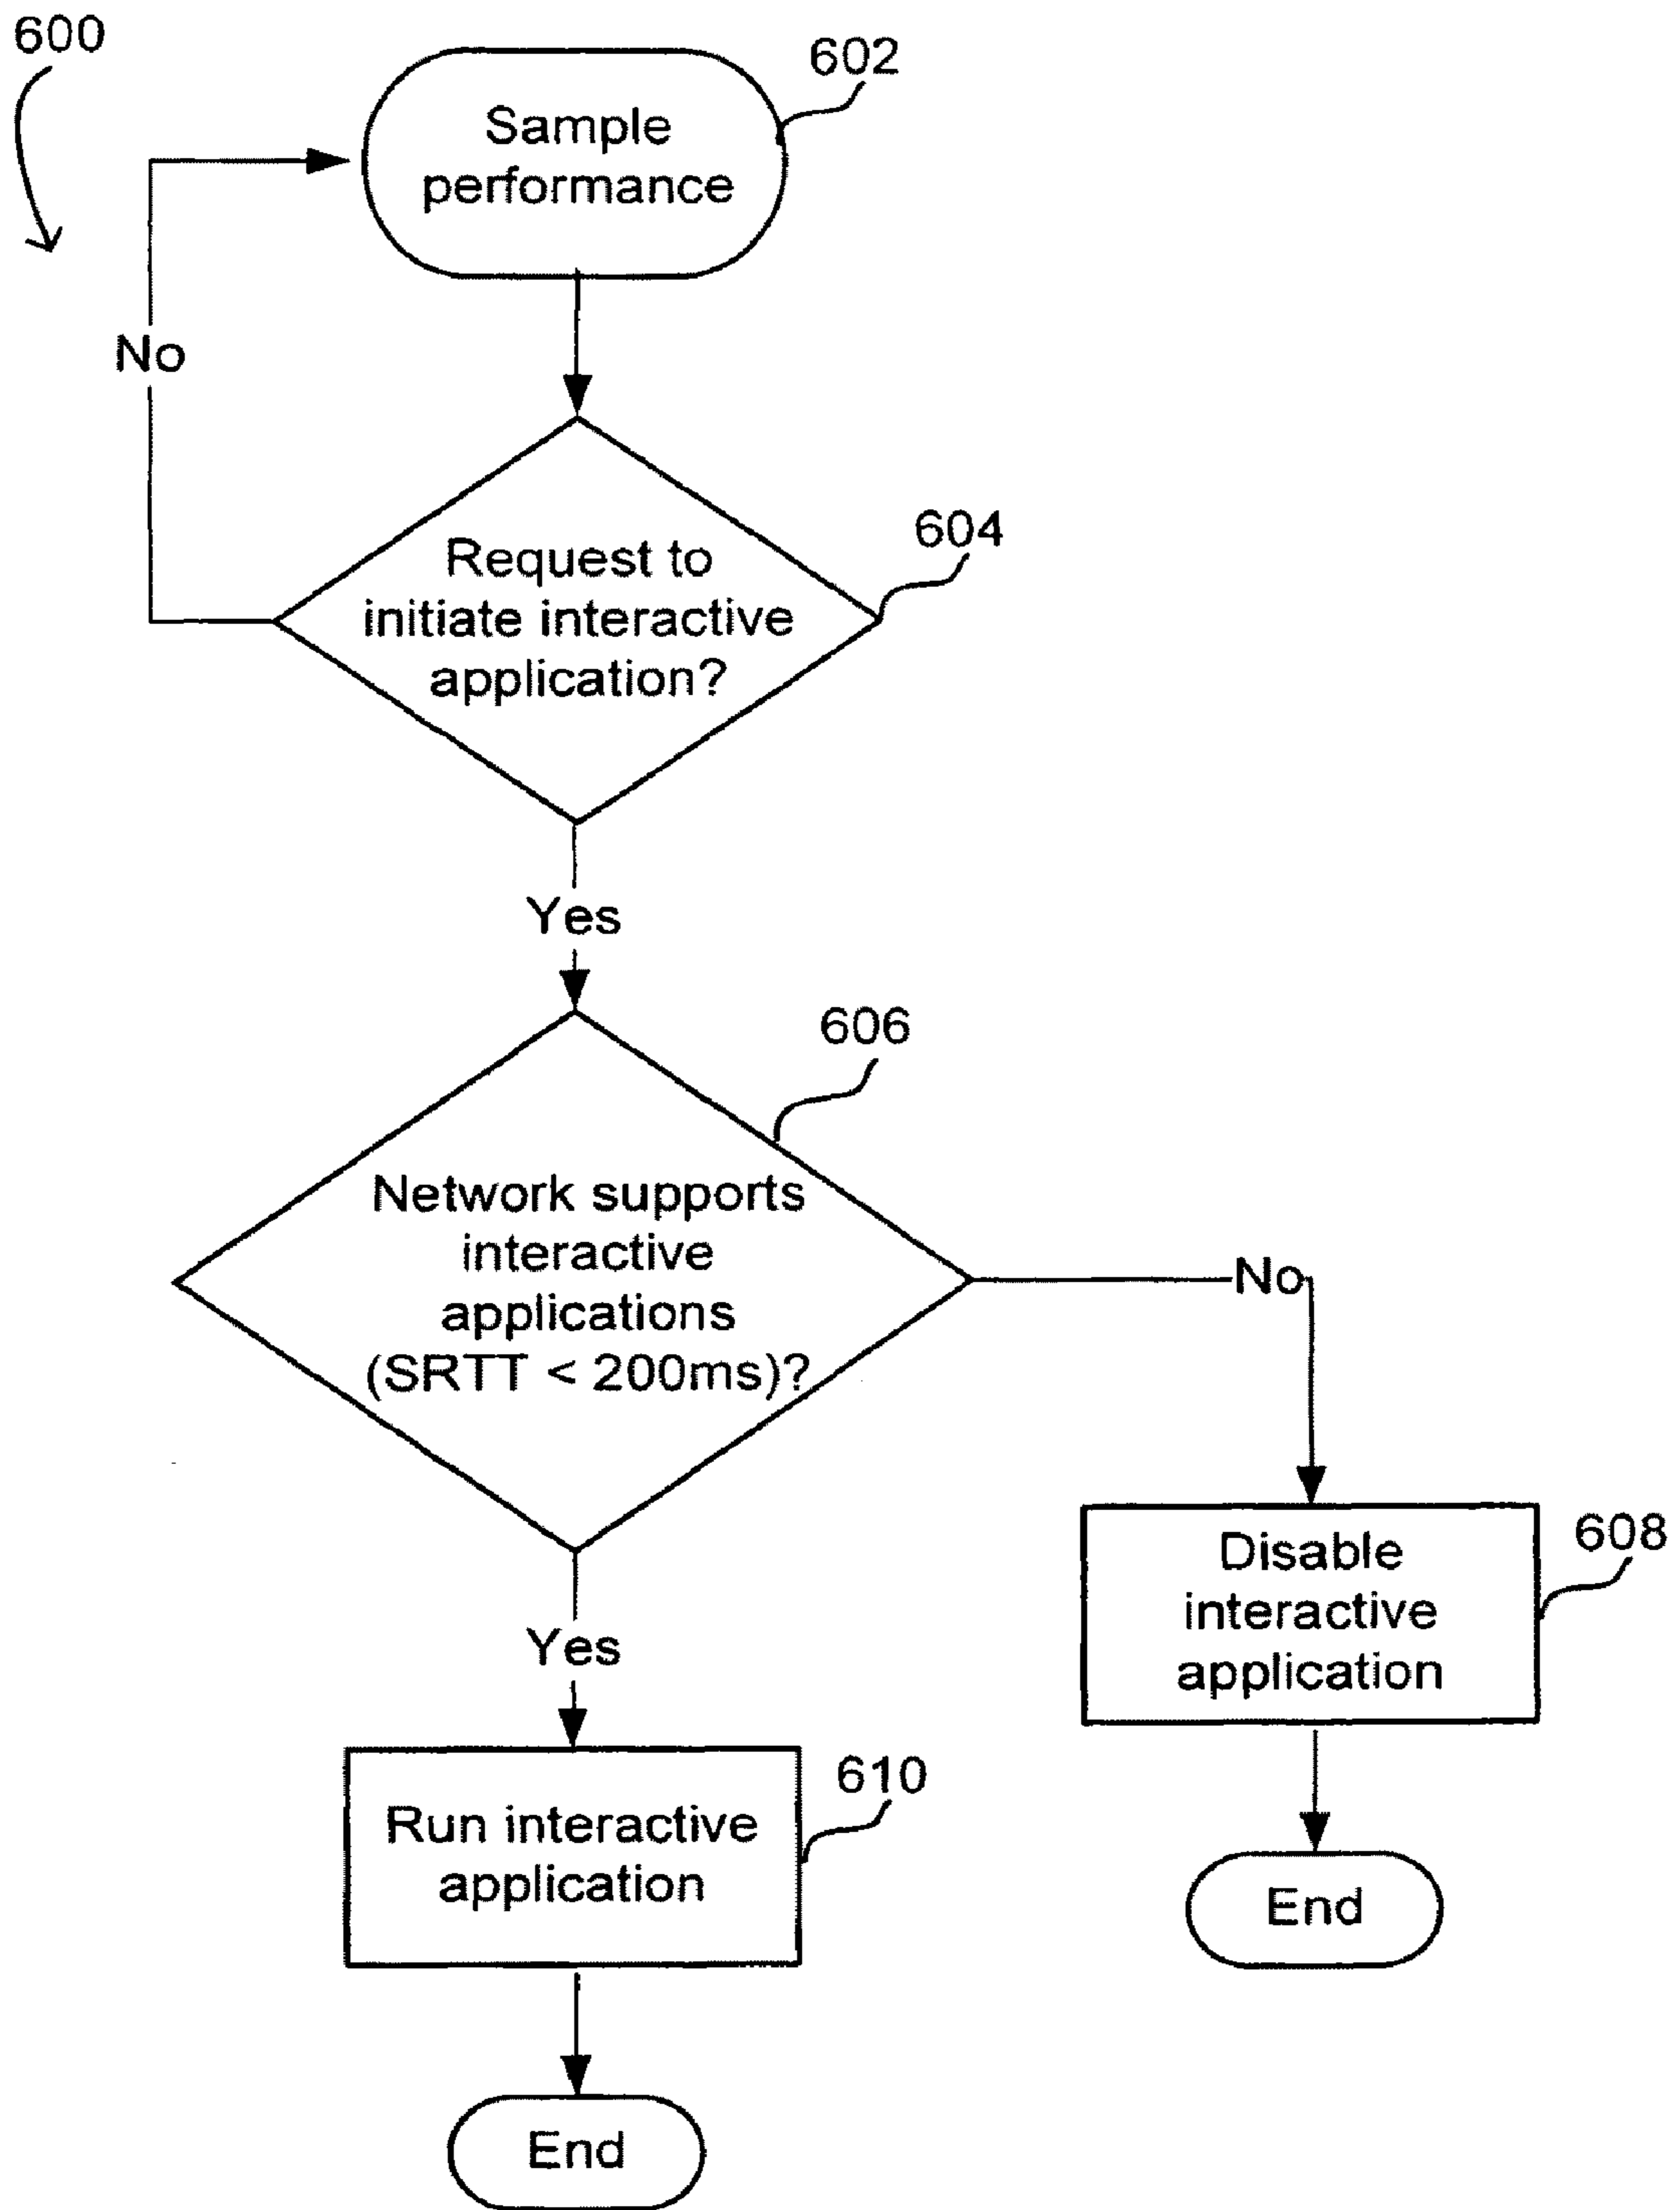 600
602
Sample
performance
No
604
Request to
initiate interactive
application?
Yes
606
Network supports
interactive
applications
(SRTT < 200ms)?
No
608
Disable
interactive
application
Yes
610
Run interactive
application
End
End